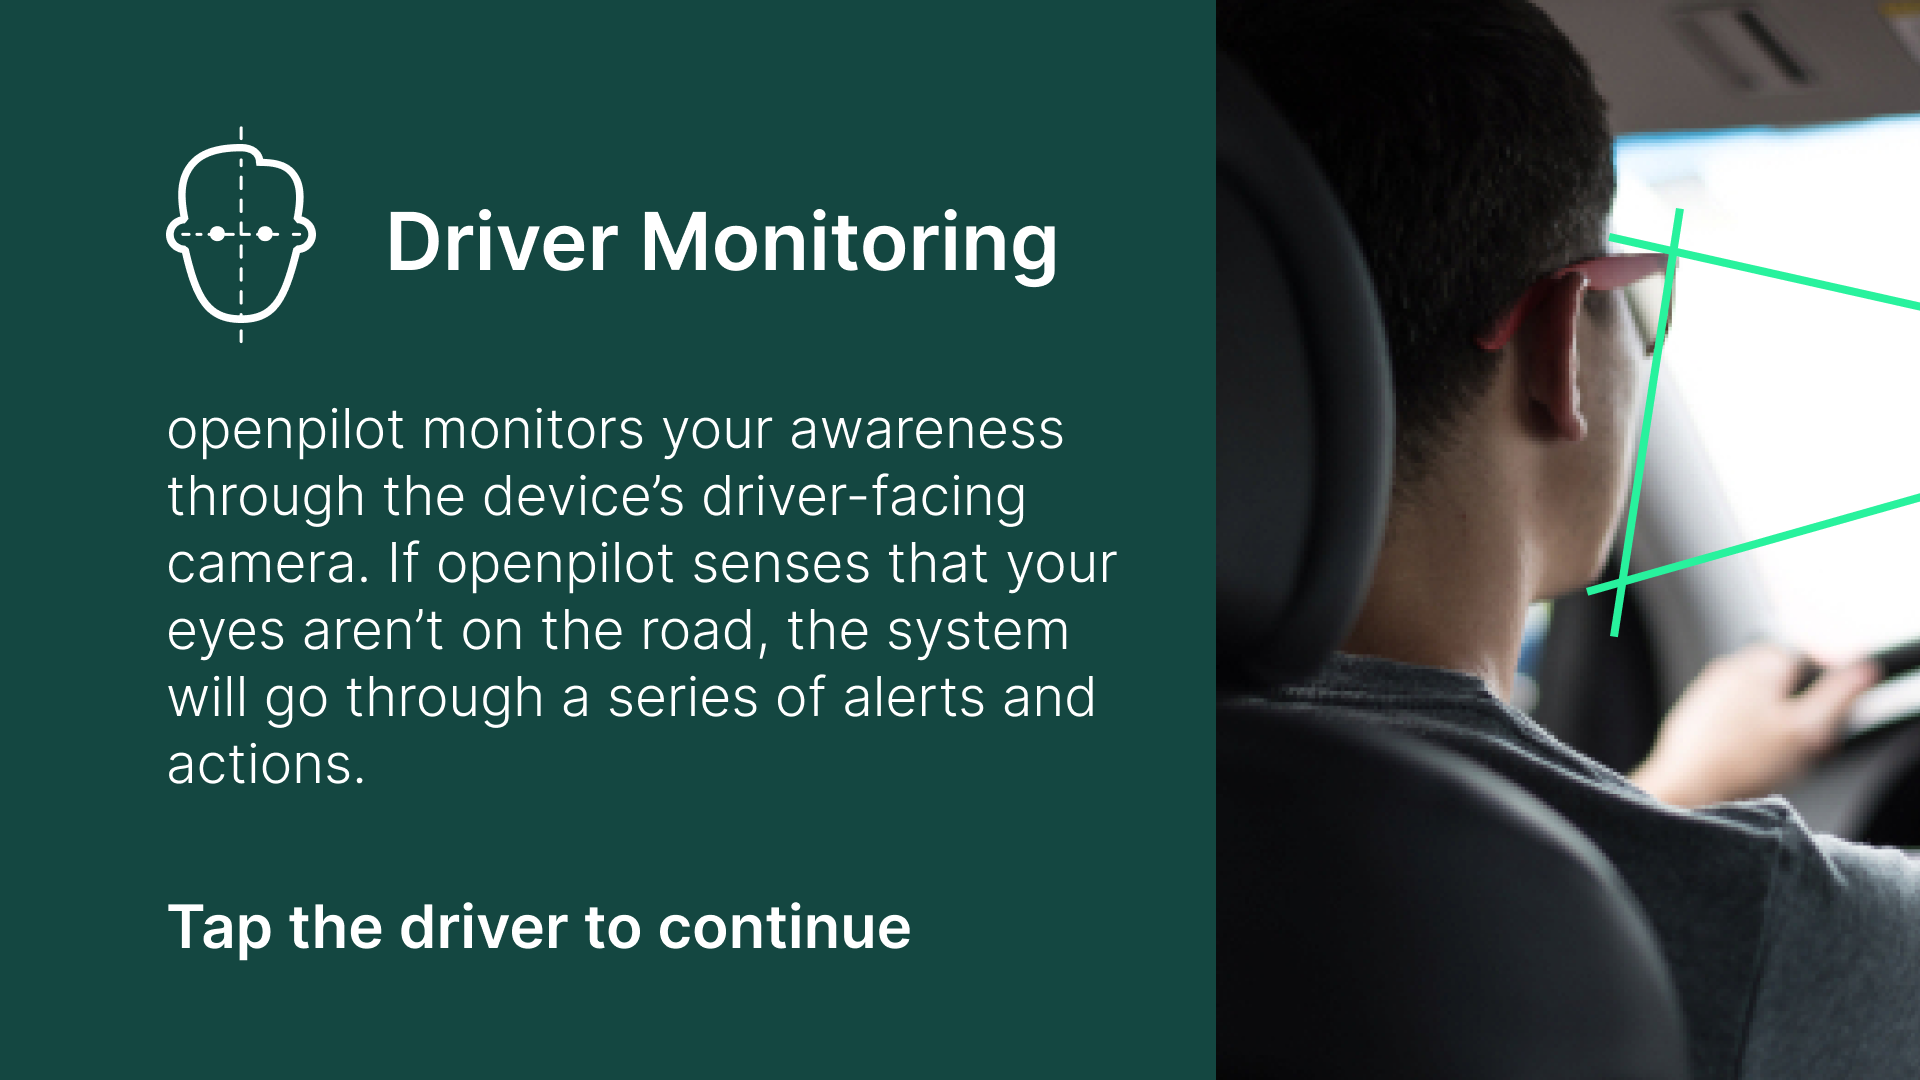 Driver Monitoring
openpilot monitors your awareness
through the device’s driver-facing
camera. If openpilot senses that your
eyes aren’t on the road, the system
will go through a series of alerts and
actions.
Tap the driver to continue